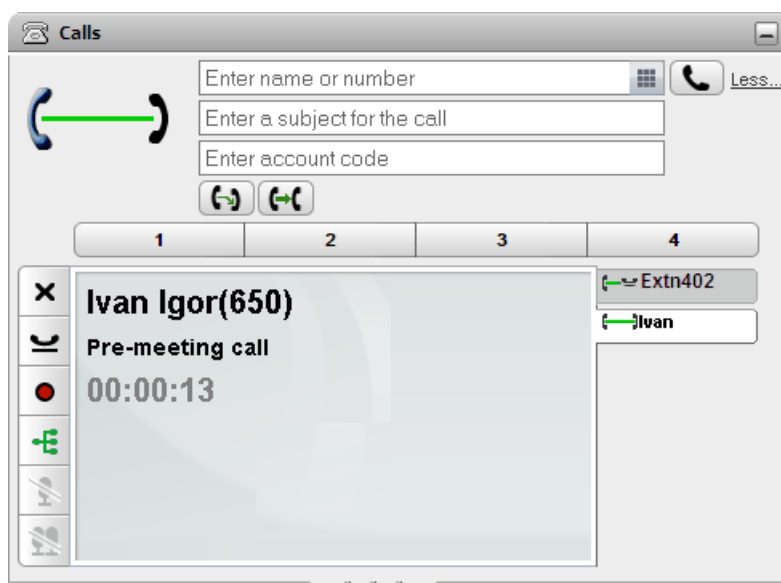 Calls
Enter name or number
Less...
Enter a subject for the call
Enter account code
1 2 3 4
Ivan Igor(650)
Pre-meeting call
00:00:13
Extn402
Ivan